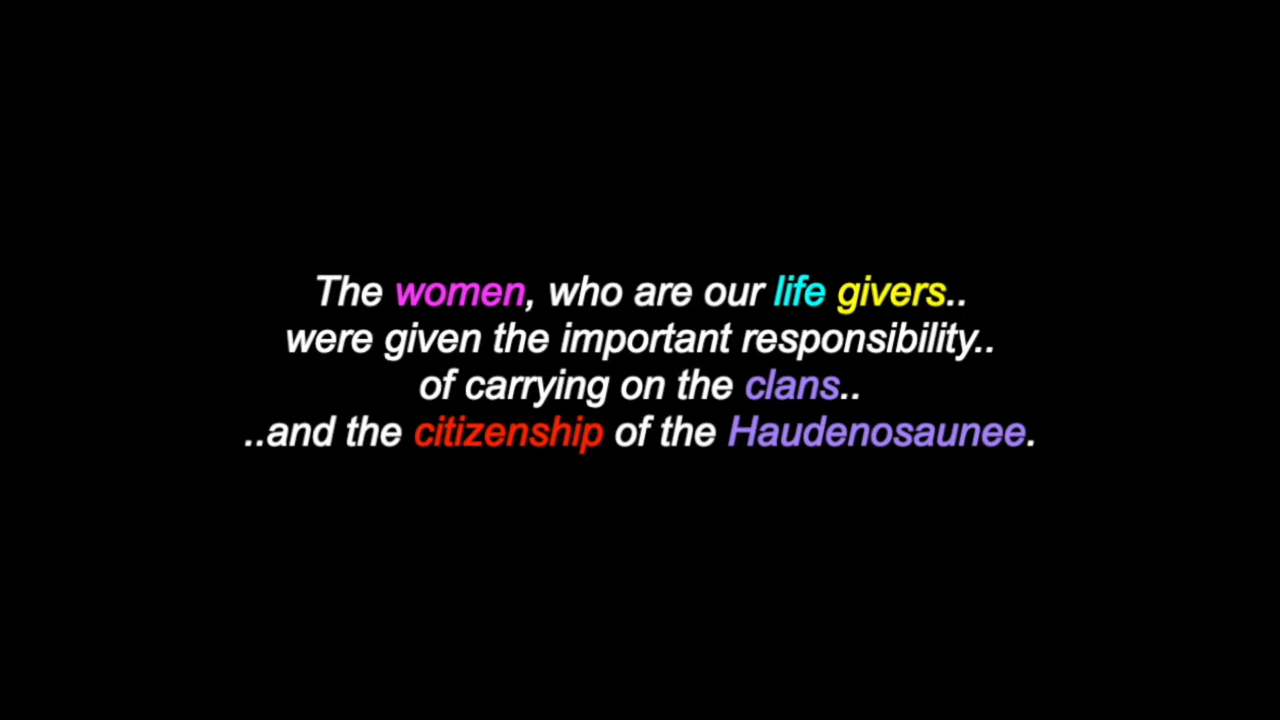 The women, who are our life givers..
were given the important responsibility..
of carrying on the clans..
..and the citizenship of the Haudenosaunee.